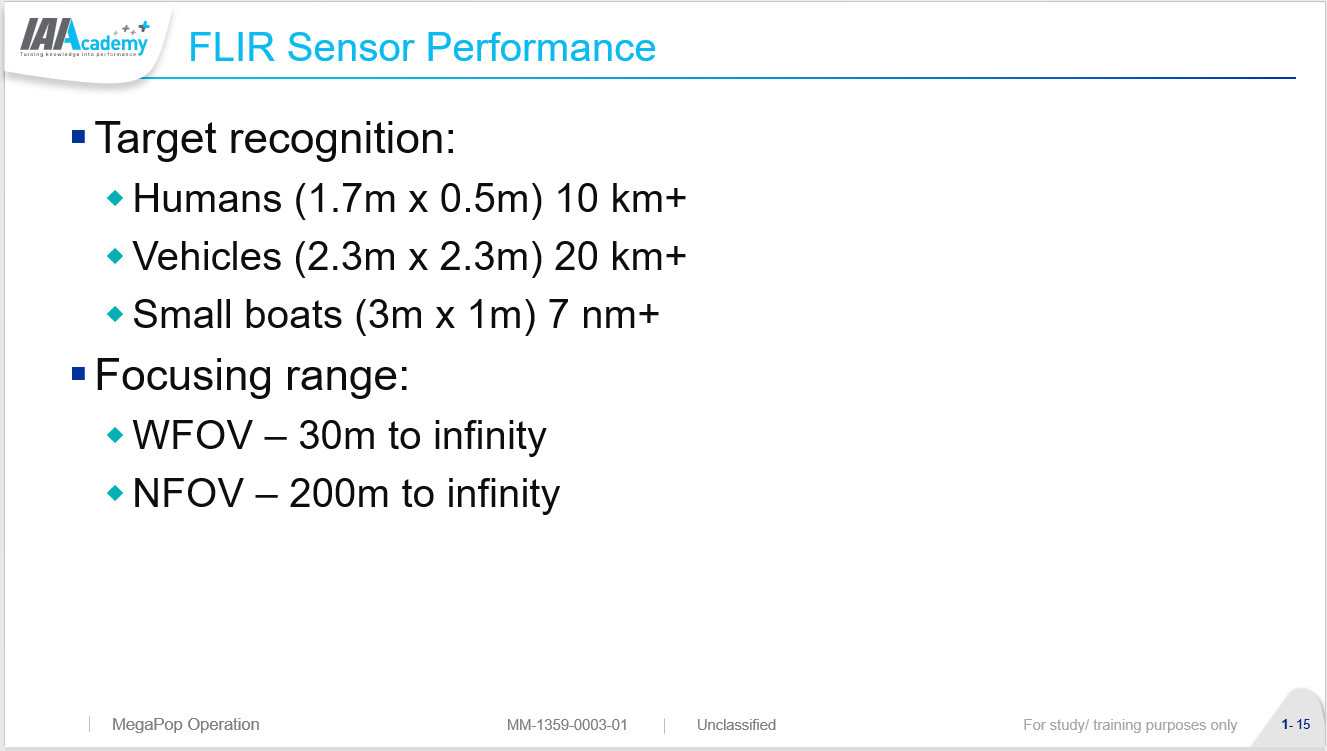 IAIAcademy
Turning knowledge into performance
FLIR Sensor Performance
Target recognition:
Humans (1.7m x 0.5m) 10 km+
Vehicles (2.3m x 2.3m) 20 km+
Small boats (3m x 1m) 7 nm+
Focusing range:
WFOV – 30m to infinity
NFOV – 200m to infinity
MegaPop Operation
MM-1359-0003-01
Unclassified
For study/ training purposes only
1- 15